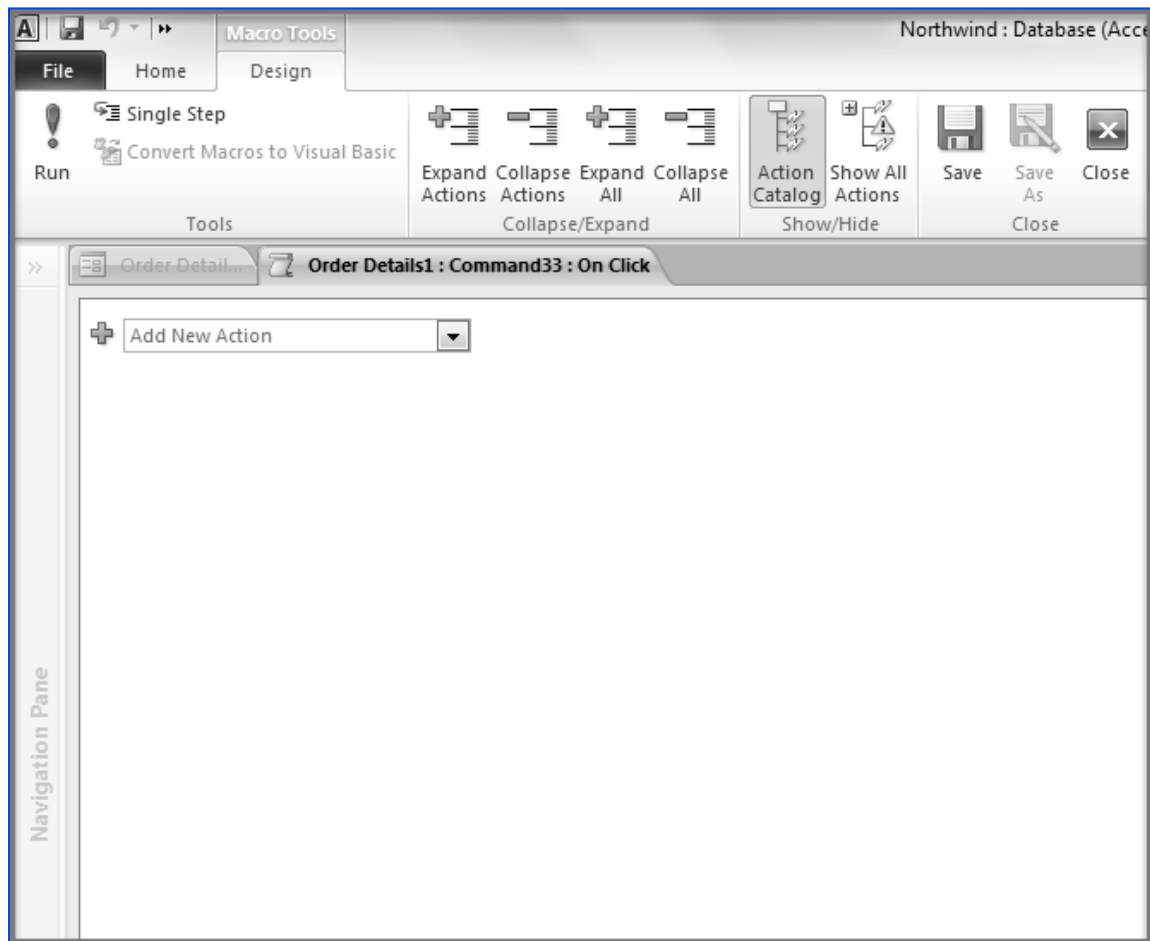 A
Macro Tools
Northwind : Database (Acce
File Home Design
Run
Single Step
Convert Macros to Visual Basic
Expand Actions
Collapse Actions
Expand All
Collapse All
Action Catalog
Show All Actions
Save
Save As
Close
Tools
Collapse/Expand
Show/Hide
Close
Order Detail...
Order Details1 : Command33 : On Click
Add New Action
Navigation Pane